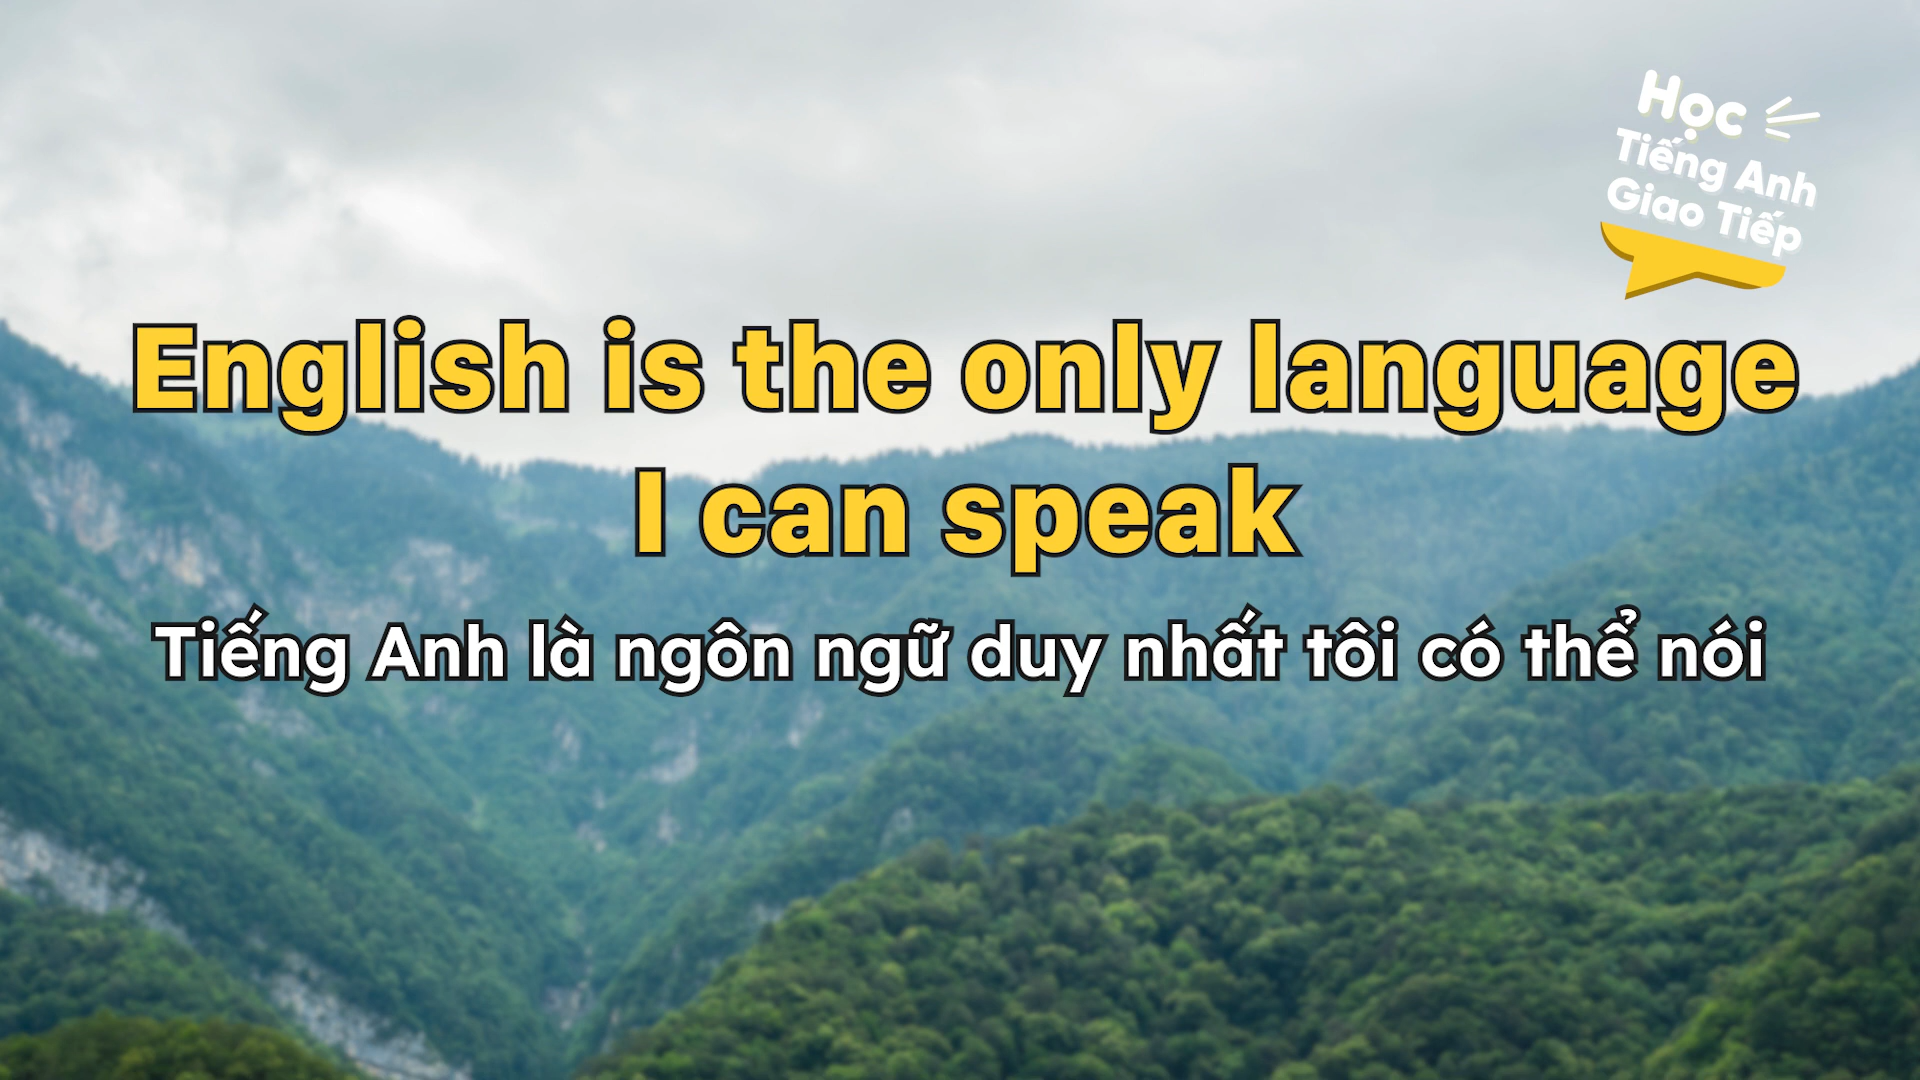 Học
Tiếng Anh
Giao Tiếp
English is the only language
I can speak
Tiếng Anh là ngôn ngữ duy nhất tôi có thể nói